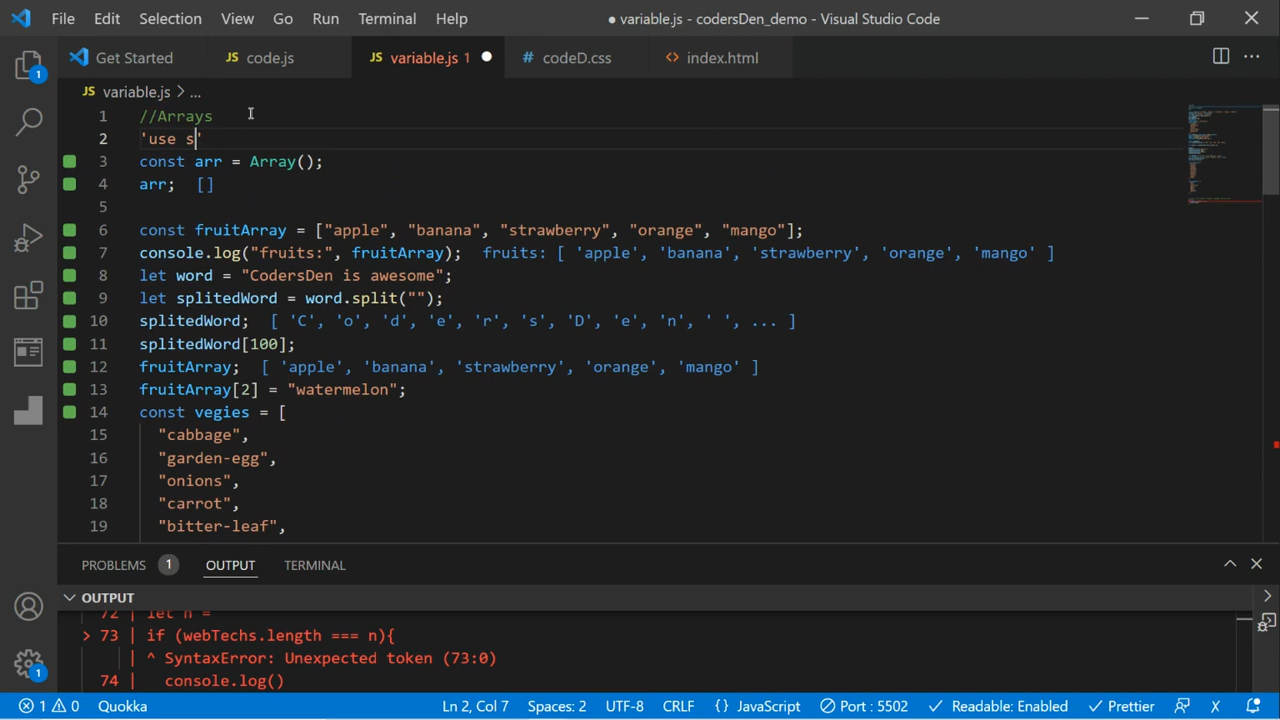 File Edit Selection View Go Run Terminal Help ● variable.js - codersDen_demo - Visual Studio Code
Get Started JS code.js JS variable.js 1 # codeD.css <> index.html
1
JS variable.js > ...
1 //Arrays
2 'use s'
3 const arr = Array();
4 arr; []
5
6 const fruitArray = ["apple", "banana", "strawberry", "orange", "mango"];
7 console.log("fruits:", fruitArray); fruits: [ 'apple', 'banana', 'strawberry', 'orange', 'mango' ]
8 let word = "CodersDen is awesome";
9 let splitedWord = word.split("");
10 splitedWord; [ 'C', 'o', 'd', 'e', 'r', 's', 'D', 'e', 'n', ' ', ... ]
11 splitedWord[100];
12 fruitArray; [ 'apple', 'banana', 'strawberry', 'orange', 'mango' ]
13 fruitArray[2] = "watermelon";
14 const vegies = [
15 "cabbage",
16 "garden-egg",
17 "onions",
18 "carrot",
19 "bitter-leaf",
PROBLEMS 1 OUTPUT TERMINAL
OUTPUT
72 | let n =
> 73 | if (webTechs.length === n){
| ^ SyntaxError: Unexpected token (73:0)
74 | console.log()
1
1 0 Quokka Ln 2, Col 7 Spaces: 2 UTF-8 CRLF {} JavaScript Port : 5502 Readable: Enabled Prettier X